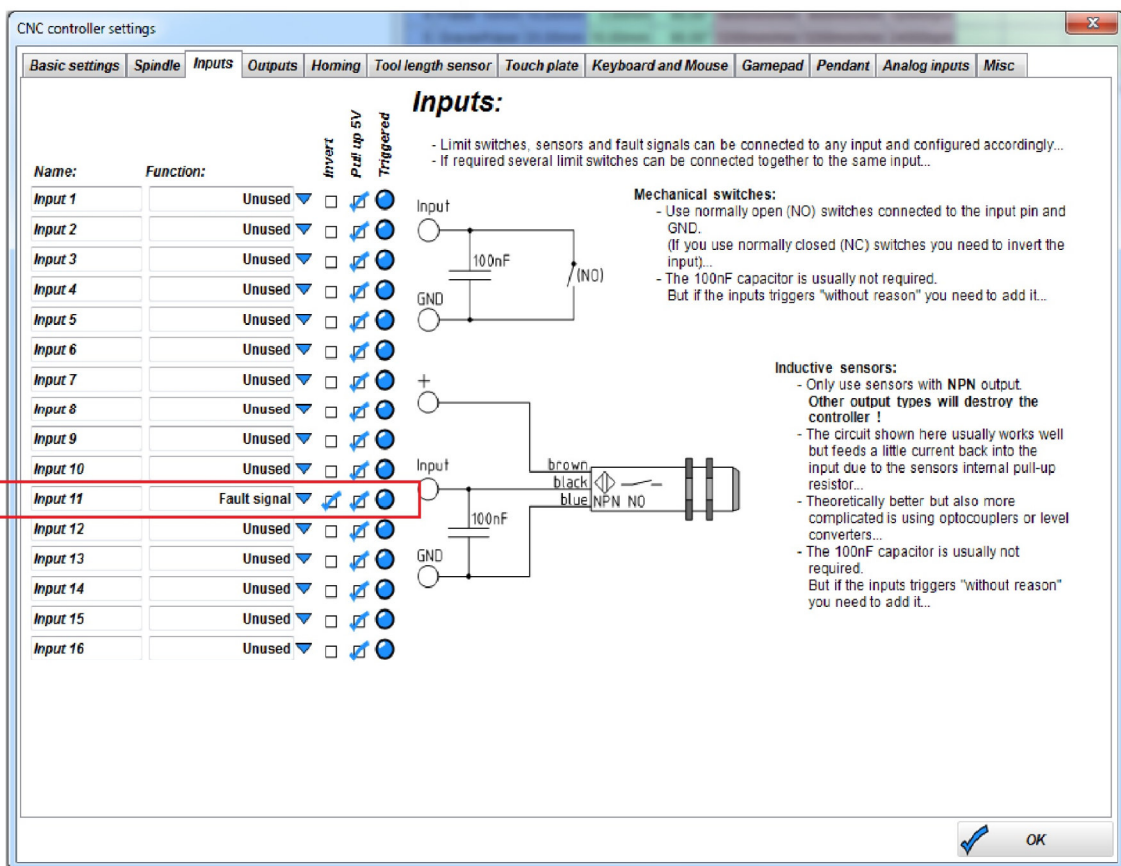 CNC controller settings
x
Basic settings Spindle Inputs Outputs Homing Tool length sensor Touch plate Keyboard and Mouse Gamepad Pendant Analog inputs Misc
Inputs:
- Limit switches, sensors and fault signals can be connected to any input and configured accordingly...
- If required several limit switches can be connected together to the same input...
Name: Function: Invert Pull up 5V Triggered
Input 1 Unused
Input 2 Unused
Input 3 Unused
Input 4 Unused
Input 5 Unused
Input 6 Unused
Input 7 Unused
Input 8 Unused
Input 9 Unused
Input 10 Unused
Input 11 Fault signal
Input 12 Unused
Input 13 Unused
Input 14 Unused
Input 15 Unused
Input 16 Unused
Input
100nF
(NO)
GND
Mechanical switches:
- Use normally open (NO) switches connected to the input pin and
GND.
(If you use normally closed (NC) switches you need to invert the
input)...
- The 100nF capacitor is usually not required.
But if the inputs triggers "without reason" you need to add it...
+
Input
brown
black
blue
NPN NO
100nF
GND
Inductive sensors:
- Only use sensors with NPN output.
Other output types will destroy the
controller !
- The circuit shown here usually works well
but feeds a little current back into the
input due to the sensors internal pull-up
resistor...
- Theoretically better but also more
complicated is using optocouplers or level
converters...
- The 100nF capacitor is usually not
required.
But if the inputs triggers "without reason"
you need to add it...
OK